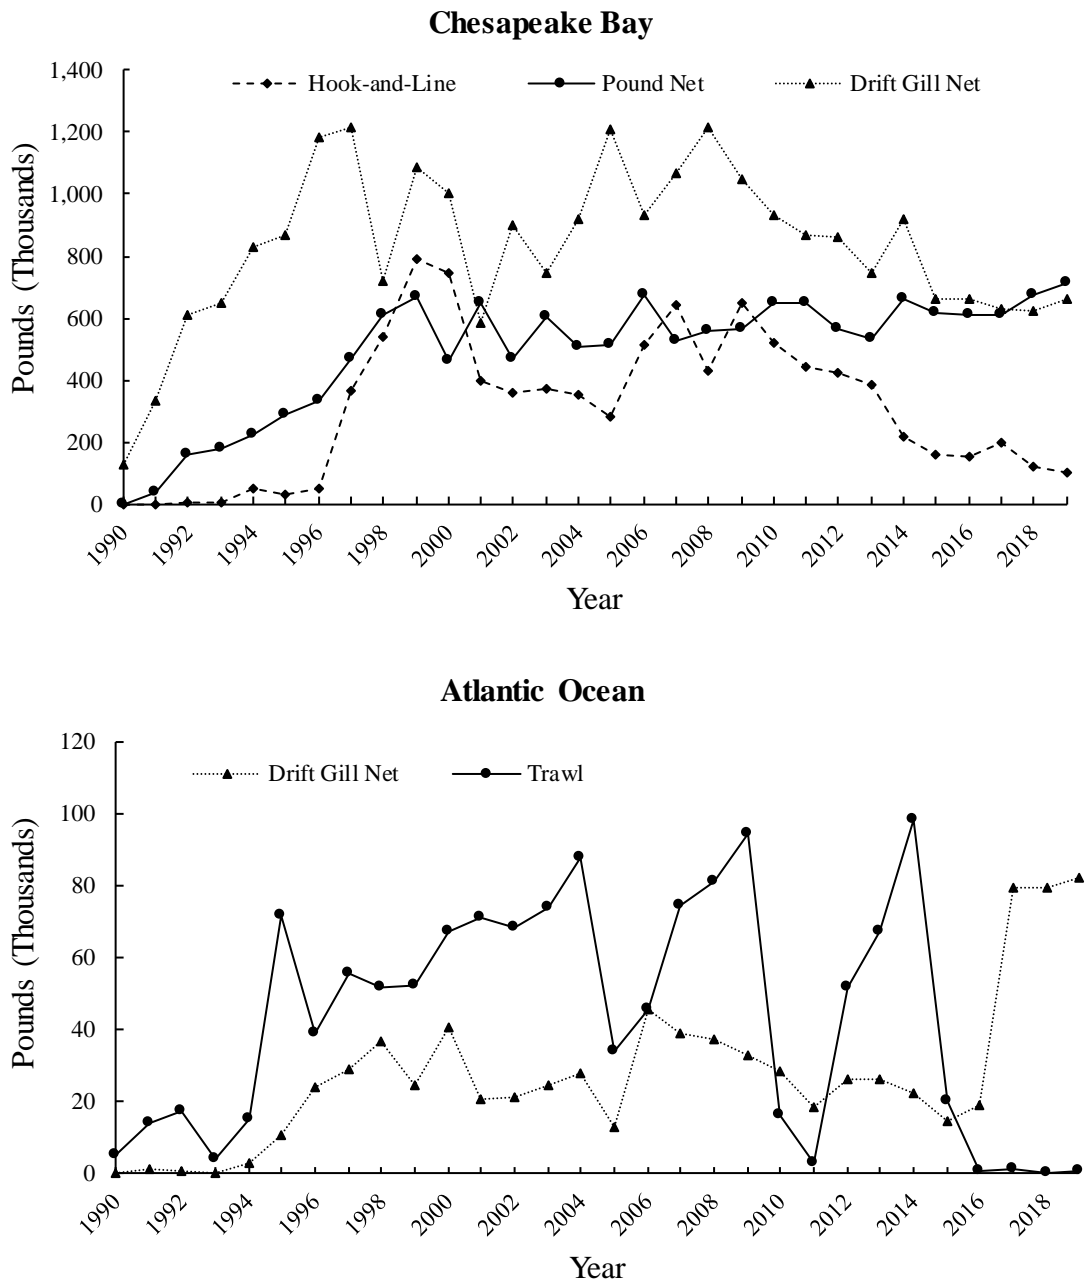 Chesapeake Bay
1,400
Hook-and-Line Pound Net Drift Gill Net
1,200
1,000
800
600
400
200
0
Pounds (Thousands)
1990 1992 1994 1996 1998 2000 2002 2004 2006 2008 2010 2012 2014 2016 2018
Year
Atlantic Ocean
120
Drift Gill Net Trawl
100
80
60
40
20
0
Pounds (Thousands)
1990 1992 1994 1996 1998 2000 2002 2004 2006 2008 2010 2012 2014 2016 2018
Year